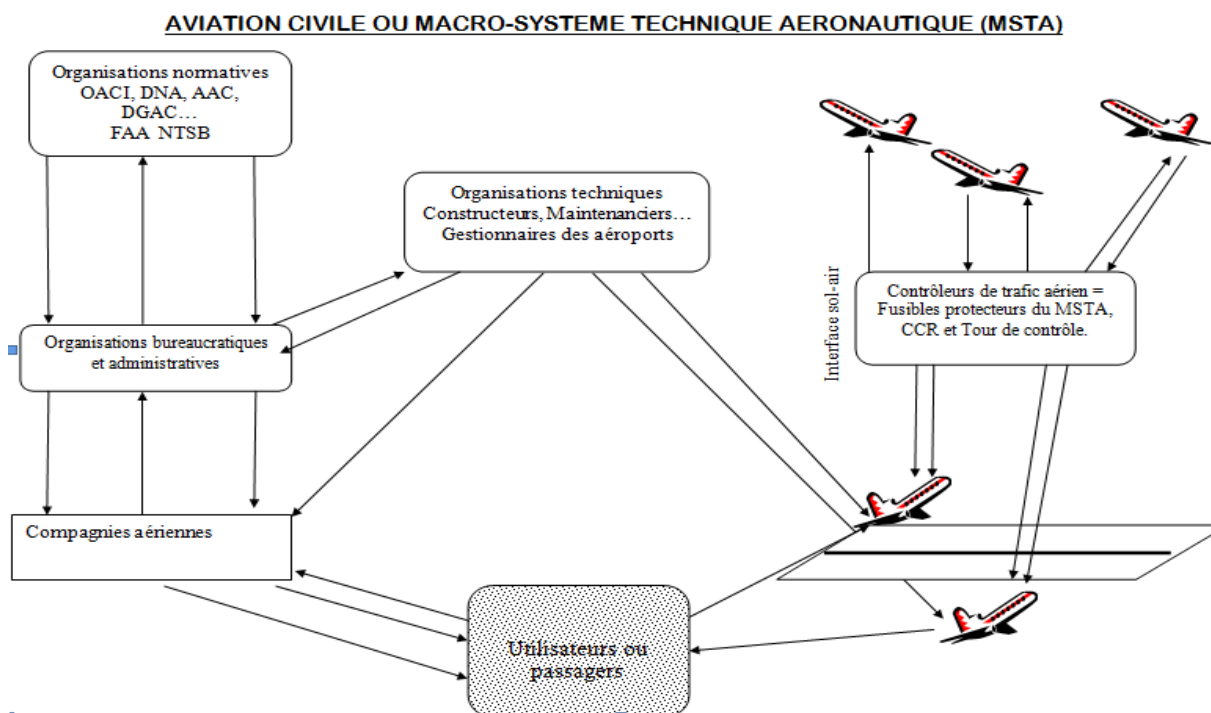 AVIATION CIVILE OU MACRO-SYSTEME TECHNIQUE AERONAUTIQUE (MSTA)
Organisations normatives
OACI, DNA, AAC,
DGAC…
FAA NTSB
Organisations techniques
Constructeurs, Maintenanciers…
Gestionnaires des aéroports
Interface sol-air
Contrôleurs de trafic aérien =
Fusibles protecteurs du MSTA,
CCR et Tour de contrôle.
Organisations bureaucratiques
et administratives
Compagnies aériennes
Utilisateurs ou
passagers